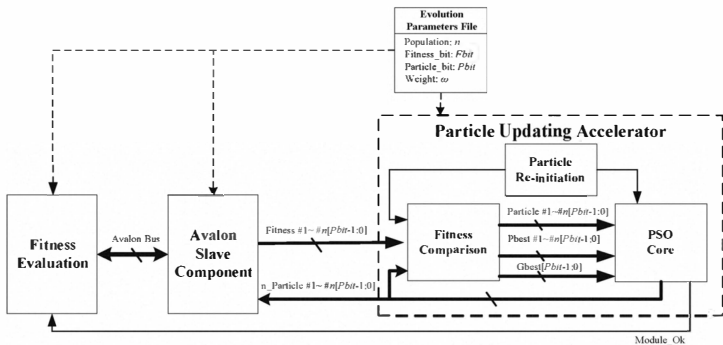 Evolution
Parameters File
Population: n
Fitness_bit: Fbit
Particle_bit: Pbit
Weight: ω
Particle Updating Accelerator
Particle
Re-initiation
Fitness
Evaluation
Avalon Bus
Avalon
Slave
Component
Fitness #1~ #n[Pbit-1:0]
n_Particle #1~ #n[Pbit-1:0]
Fitness
Comparison
Particle #1~#n[Pbit-1:0]
Pbest #1~#n[Pbit-1:0]
Gbest[Pbit-1:0]
PSO
Core
Module_Ok